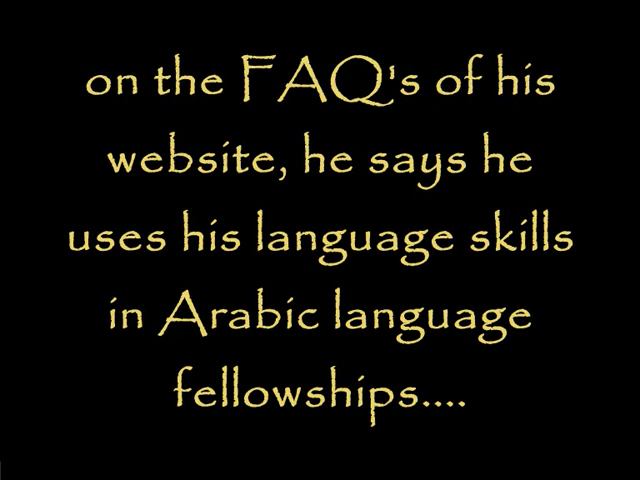 on the FAQ's of his
website, he says he
uses his language skills
in Arabic language
fellowships....